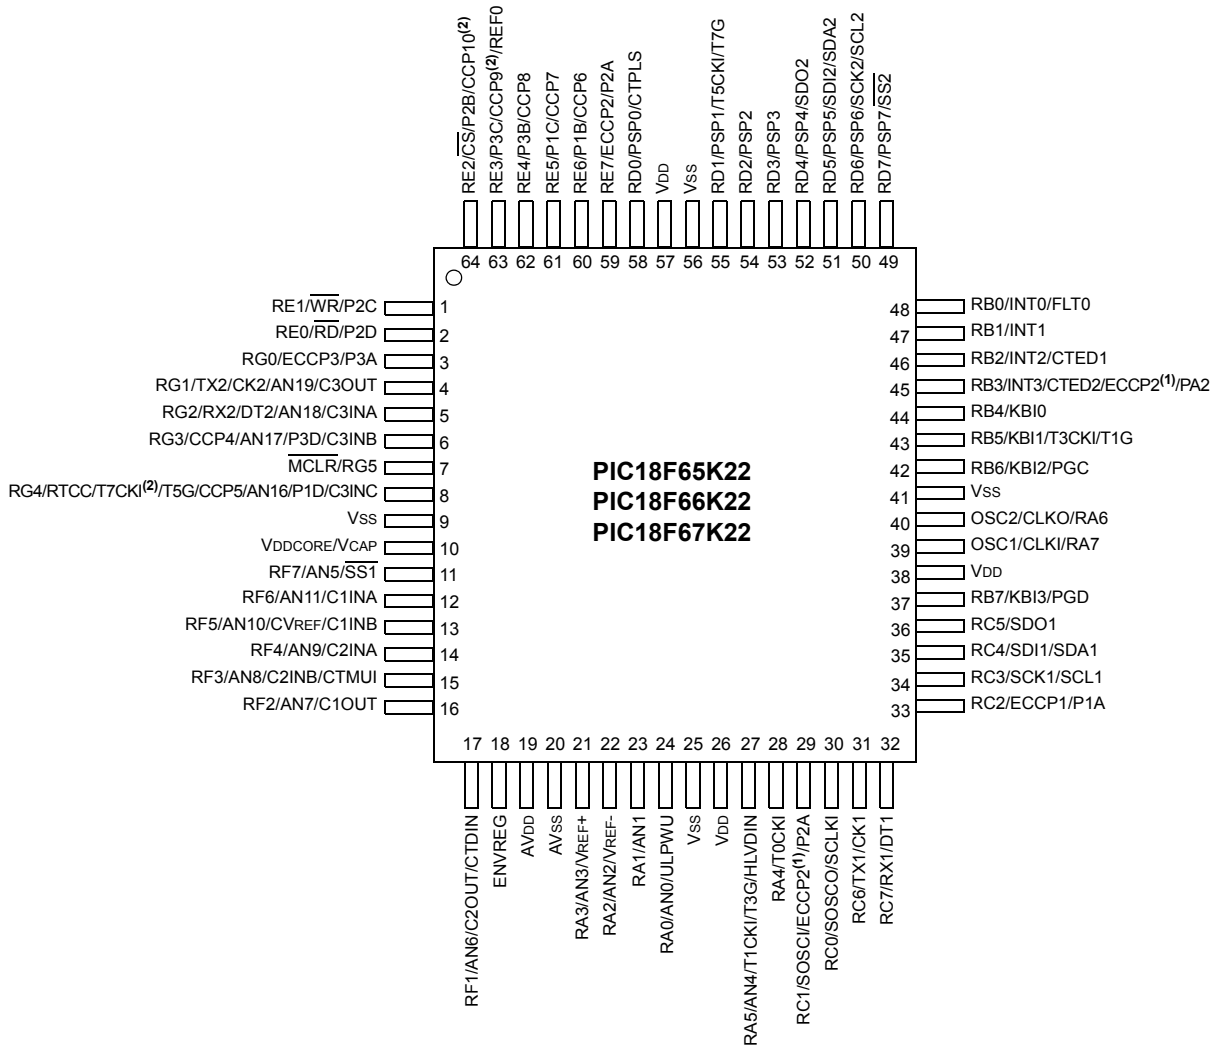 RE2/CS/P2B/CCP10(2)
RE3/P3C/CCP9(2)/REF0
RE4/P3B/CCP8
RE5/P1C/CCP7
RE6/P1B/CCP6
RE7/ECCP2/P2A
RD0/PSP0/CTPLS
VDD
VSS
RD1/PSP1/T5CKI/T7G
RD2/PSP2
RD3/PSP3
RD4/PSP4/SDO2
RD5/PSP5/SDI2/SDA2
RD6/PSP6/SCK2/SCL2
RD7/PSP7/SS2
64 63 62 61 60 59 58 57 56 55 54 53 52 51 50 49
RE1/WR/P2C 1
RE0/RD/P2D 2
RG0/ECCP3/P3A 3
RG1/TX2/CK2/AN19/C3OUT 4
RG2/RX2/DT2/AN18/C3INA 5
RG3/CCP4/AN17/P3D/C3INB 6
MCLR/RG5 7
RG4/RTCC/T7CKI(2)/T5G/CCP5/AN16/P1D/C3INC 8
VSS 9
VDDCORE/VCAP 10
RF7/AN5/SS1 11
RF6/AN11/C1INA 12
RF5/AN10/CVREF/C1INB 13
RF4/AN9/C2INA 14
RF3/AN8/C2INB/CTMUI 15
RF2/AN7/C1OUT 16
PIC18F65K22
PIC18F66K22
PIC18F67K22
48 RB0/INT0/FLT0
47 RB1/INT1
46 RB2/INT2/CTED1
45 RB3/INT3/CTED2/ECCP2(1)/PA2
44 RB4/KBI0
43 RB5/KBI1/T3CKI/T1G
42 RB6/KBI2/PGC
41 VSS
40 OSC2/CLKO/RA6
39 OSC1/CLKI/RA7
38 VDD
37 RB7/KBI3/PGD
36 RC5/SDO1
35 RC4/SDI1/SDA1
34 RC3/SCK1/SCL1
33 RC2/ECCP1/P1A
17 18 19 20 21 22 23 24 25 26 27 28 29 30 31 32
RF1/AN6/C2OUT/CTDIN
ENVREG
AVDD
AVSS
RA3/AN3/VREF+
RA2/AN2/VREF-
RA1/AN1
RA0/AN0/ULPWU
VSS
VDD
RA5/AN4/T1CKI/T3G/HLVDIN
RA4/T0CKI
RC1/SOSCI/ECCP2(1)/P2A
RC0/SOSCO/SCLKI
RC6/TX1/CK1
RC7/RX1/DT1